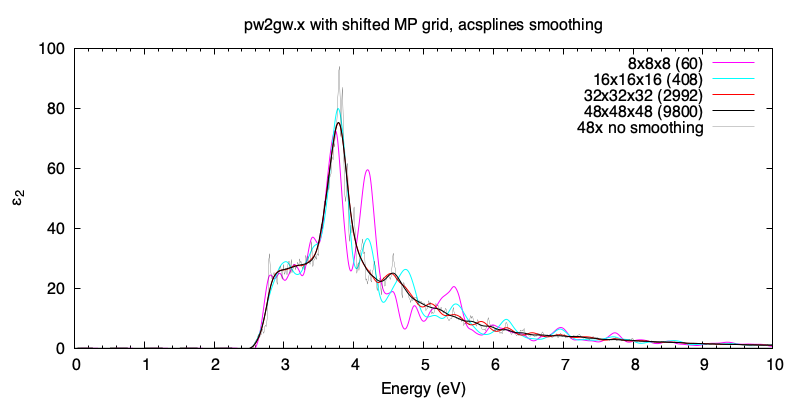 pw2gw.x with shifted MP grid, acsplines smoothing
100
80
60
40
20
0
ε2
8x8x8 (60)
16x16x16 (408)
32x32x32 (2992)
48x48x48 (9800)
48x no smoothing
0 1 2 3 4 5 6 7 8 9 10
Energy (eV)